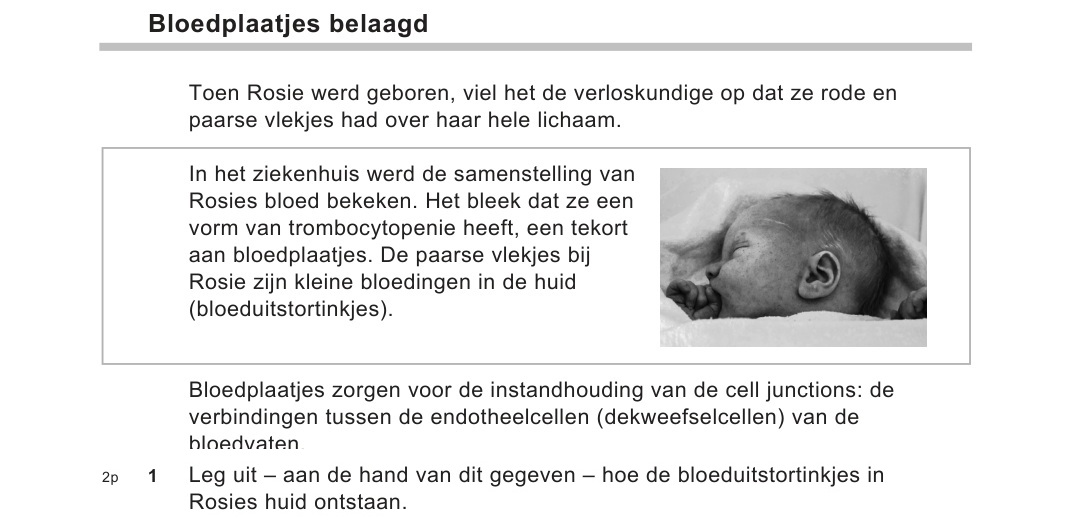 Bloedplaatjes belaagd
Toen Rosie werd geboren, viel het de verloskundige op dat ze rode en
paarse vlekjes had over haar hele lichaam.
In het ziekenhuis werd de samenstelling van
Rosies bloed bekeken. Het bleek dat ze een
vorm van trombocytopenie heeft, een tekort
aan bloedplaatjes. De paarse vlekjes bij
Rosie zijn kleine bloedingen in de huid
(bloeduitstortinkjes).
Bloedplaatjes zorgen voor de instandhouding van de cell junctions: de
verbindingen tussen de endotheelcellen (dekweefselcellen) van de
bloedvaten.
2p 1 Leg uit – aan de hand van dit gegeven – hoe de bloeduitstortinkjes in
Rosies huid ontstaan.